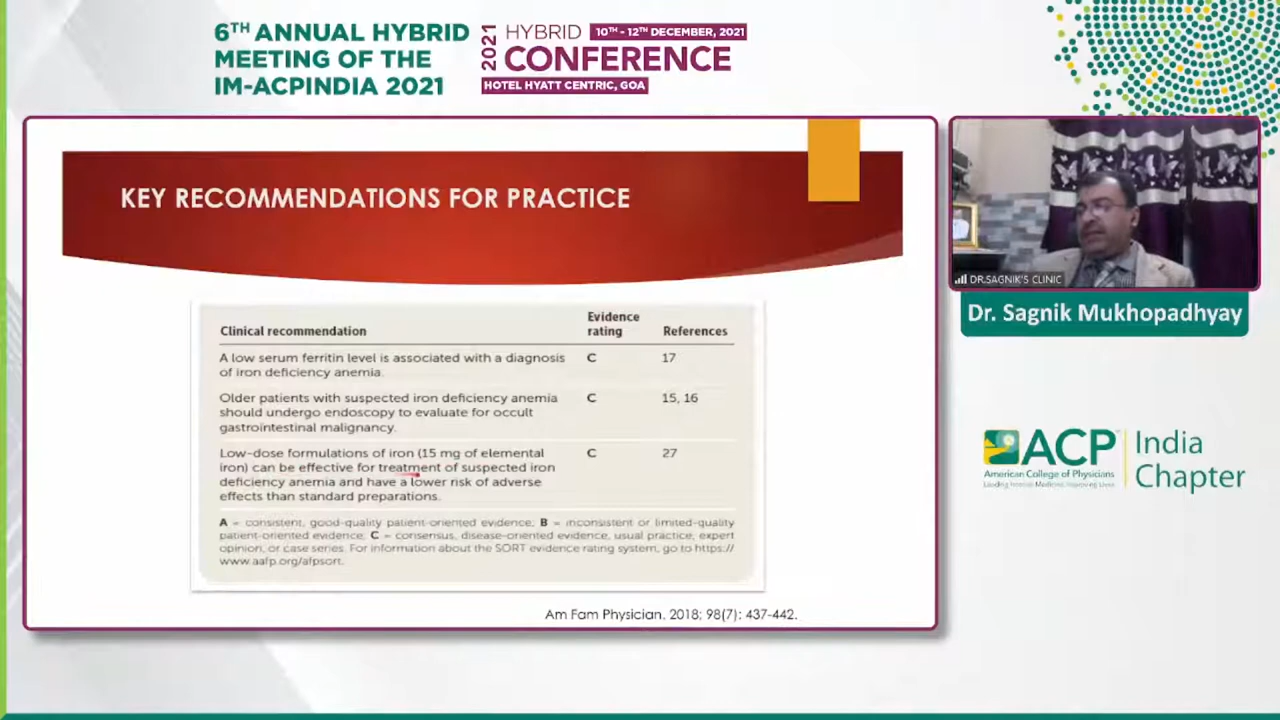 6TH ANNUAL HYBRID
MEETING OF THE
IM-ACPINDIA 2021
2021
HYBRID 10TH - 12TH DECEMBER, 2021
CONFERENCE
HOTEL HYATT CENTRIC, GOA
KEY RECOMMENDATIONS FOR PRACTICE
Clinical recommendation Evidence rating References
A low serum ferritin level is associated with a diagnosis C 17
of iron deficiency anemia.
Older patients with suspected iron deficiency anemia C 15, 16
should undergo endoscopy to evaluate for occult
gastrointestinal malignancy.
Low-dose formulations of iron (15 mg of elemental C 27
iron) can be effective for treatment of suspected iron
deficiency anemia and have a lower risk of adverse
effects than standard preparations.
A = consistent, good-quality patient-oriented evidence; B = inconsistent or limited-quality
patient-oriented evidence; C = consensus, disease-oriented evidence, usual practice, expert
opinion, or case series. For information about the SORT evidence rating system, go to https://
www.aafp.org/afpsort.
Am Fam Physician. 2018; 98(7): 437-442.
DR.SAGNIK'S CLINIC
Dr. Sagnik Mukhopadhyay
ACP
American College of Physicians
Leading Internal Medicine, Improving Lives
India
Chapter